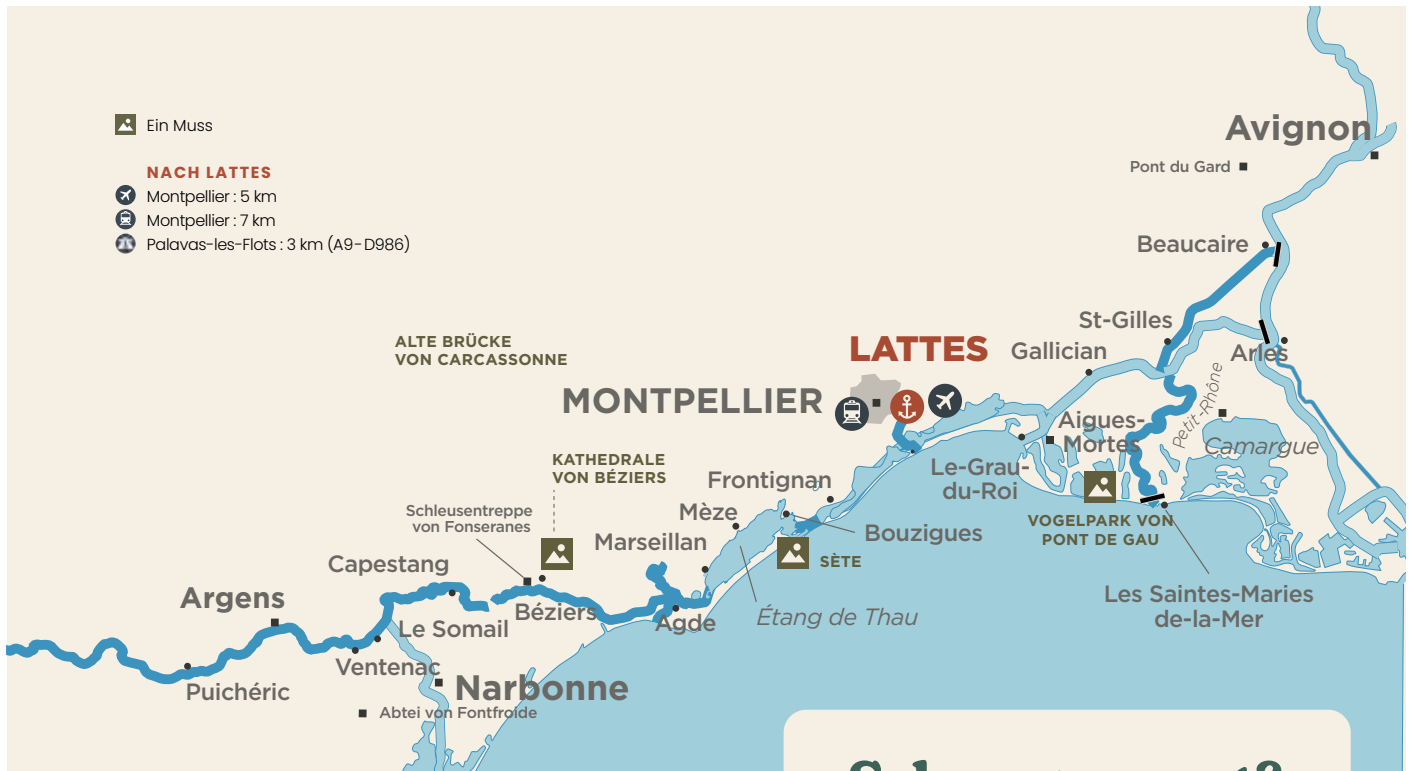 Avignon
Ein Muss
Pont du Gard
NACH LATTES
Montpellier : 5 km
Montpellier : 7 km
Palavas-les-Flots : 3 km (A9-D986)
Beaucaire
St-Gilles
ALTE BRÜCKE
VON CARCASSONNE
LATTES
Gallician
Arles
Petit-Rhône
MONTPELLIER
Aigues-
Mortes
Camargue
KATHEDRALE
VON BÉZIERS
Frontignan
Le-Grau-
du-Roi
Schleusentreppe
von Fonseranes
Mèze
VOGELPARK VON
PONT DE GAU
Marseillan
Bouzigues
SÈTE
Capestang
Argens
Béziers
Étang de Thau
Les Saintes-Maries
de-la-Mer
Le Somail
Agde
Ventenac
Puichéric
Narbonne
Abtei von Fontfroide